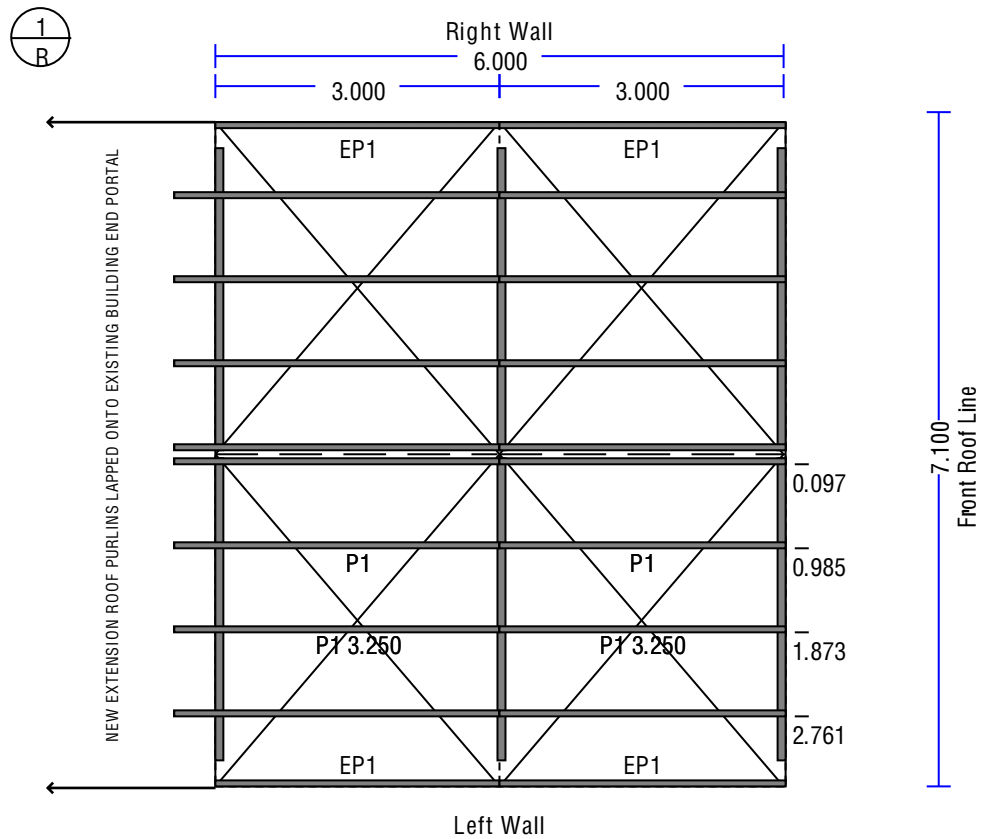 1
R
Right Wall
6.000
3.000 3.000
EP1 EP1
NEW EXTENSION ROOF PURLINS LAPPED ONTO EXISTING BUILDING END PORTAL
0.097
P1 P1
0.985
P1 3.250 P1 3.250
1.873
2.761
EP1 EP1
Left Wall
7.100
Front Roof Line